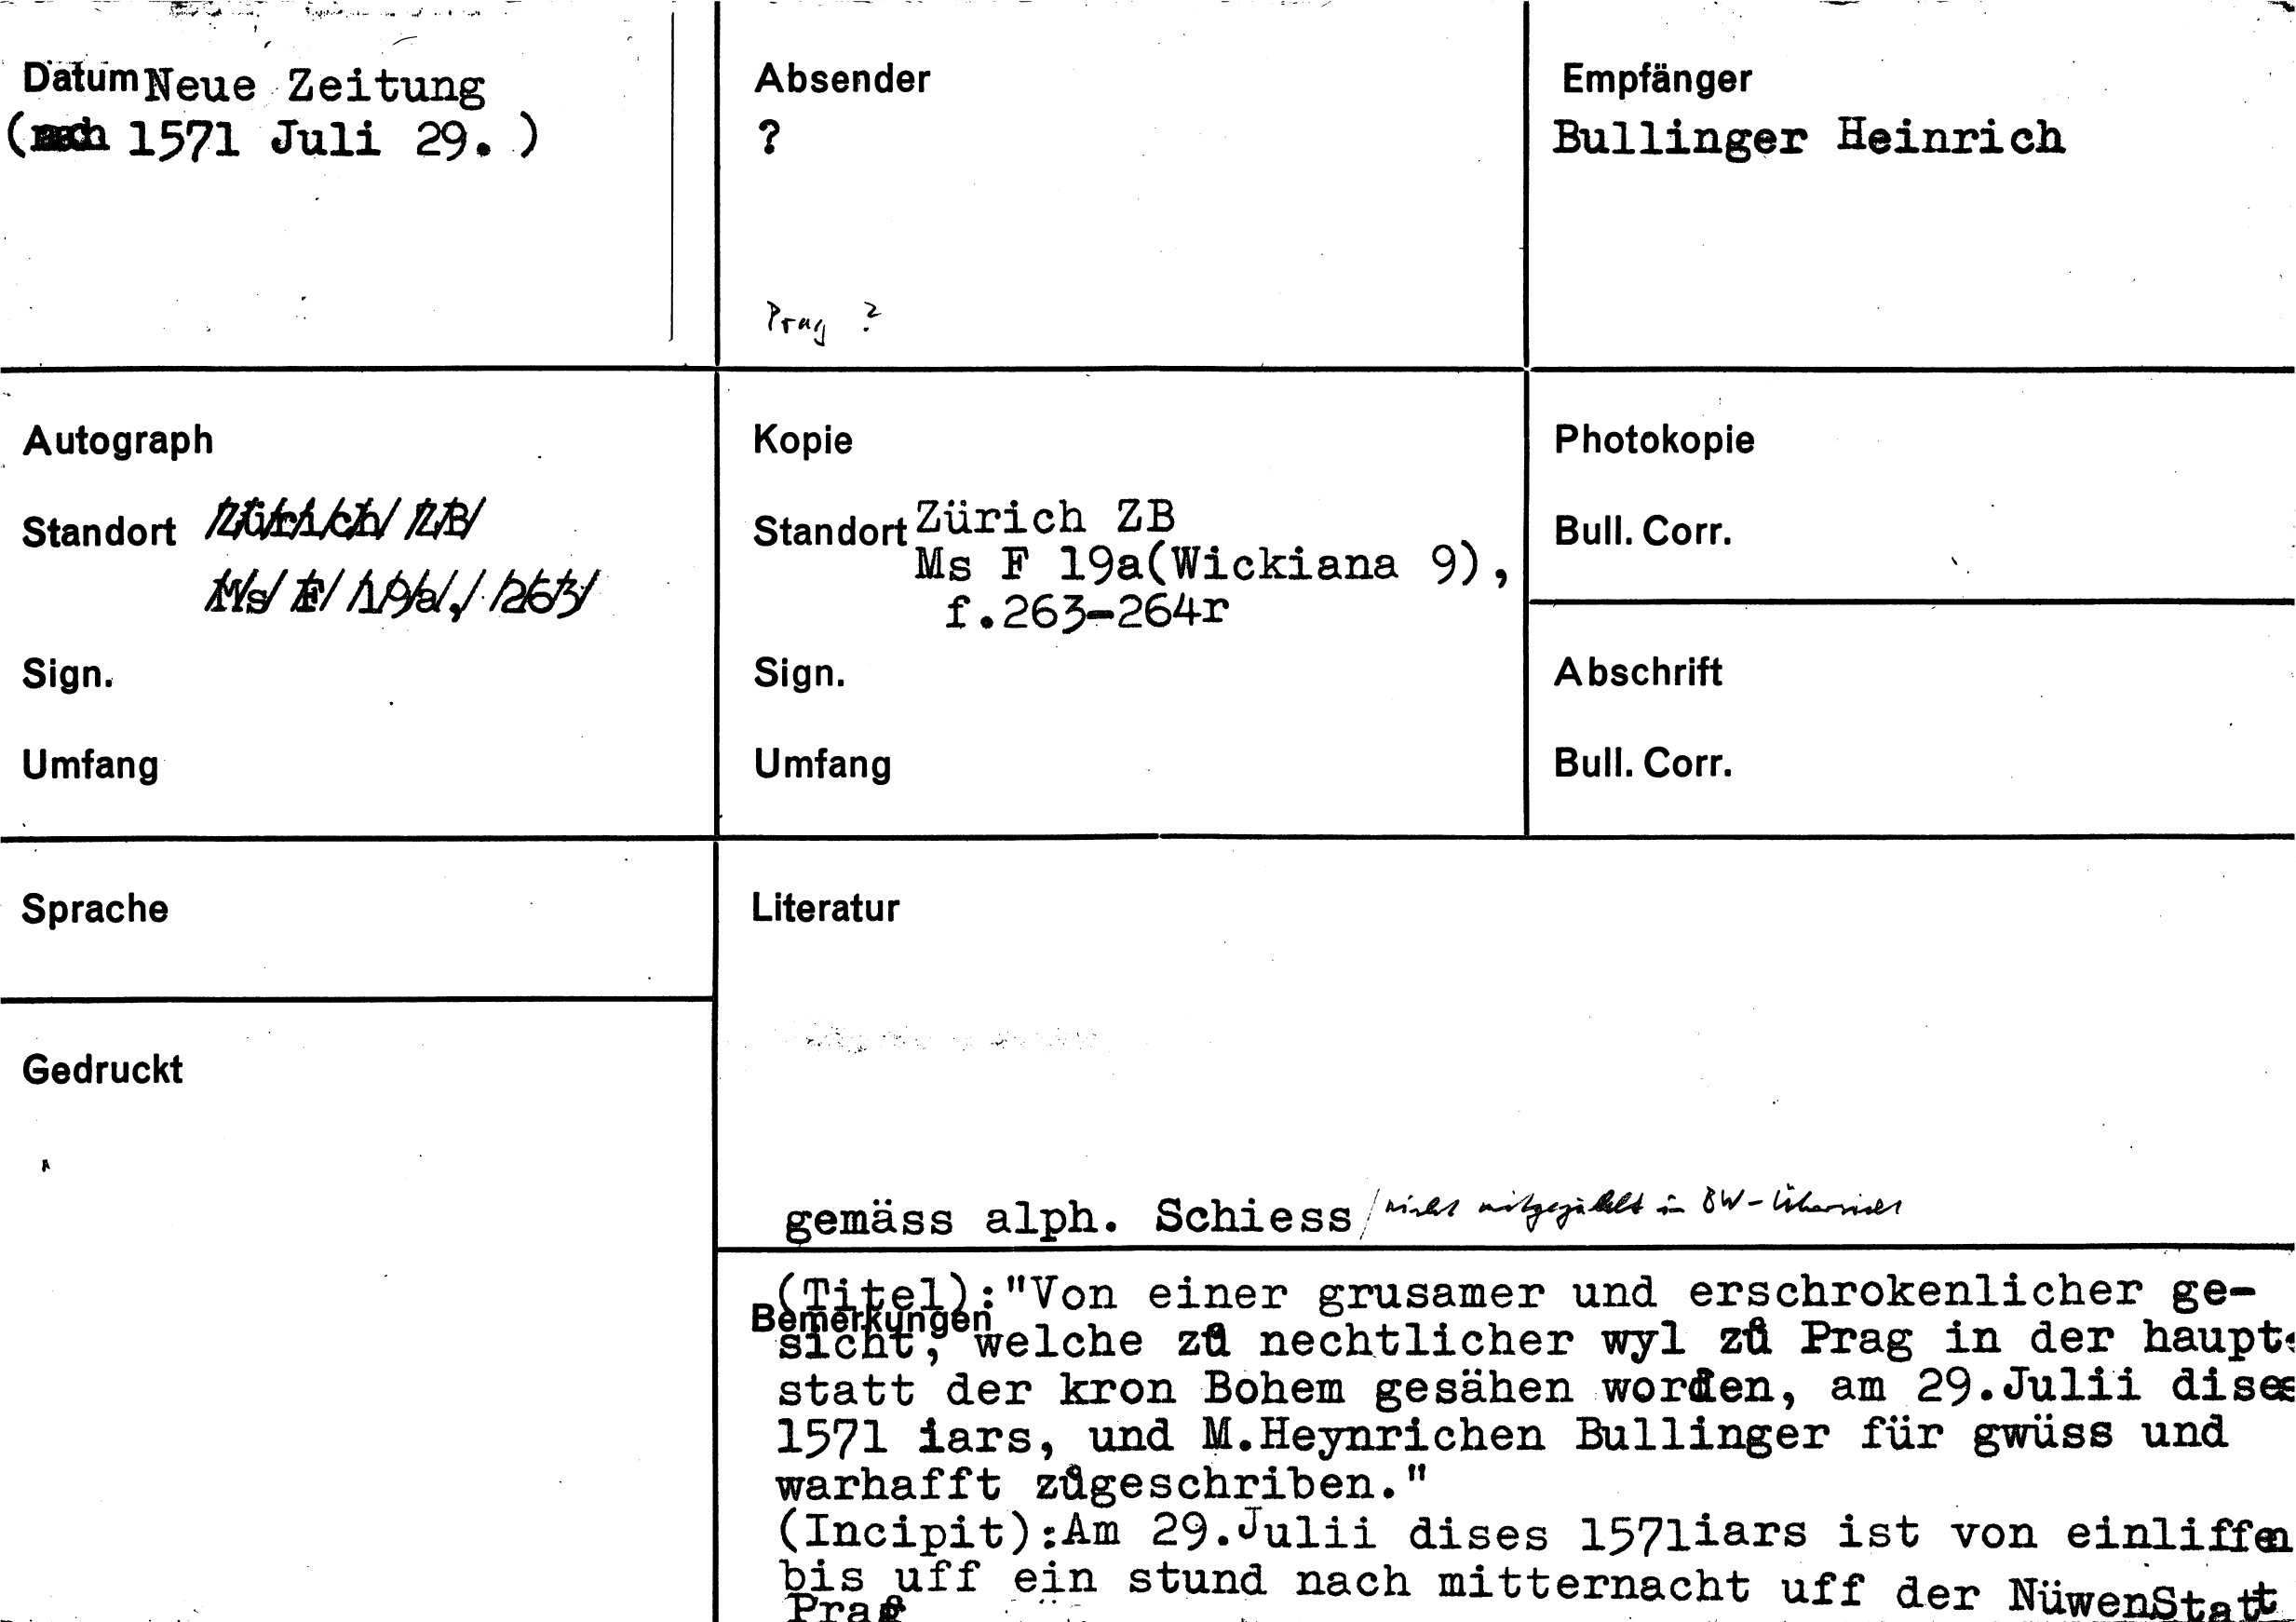 Datum Neue Zeitung
(nach 1571 Juli 29. )
Absender
?
Prag ?
Empfänger
Bullinger Heinrich
Autograph
Standort Zürich ZB
Ms F 19a, 263
Sign.
Umfang
Kopie
Standort Zürich ZB
Ms F 19a(Wickiana 9),
f.263-264r
Sign.
Umfang
Photokopie
Bull. Corr.
Abschrift
Bull. Corr.
Sprache
Gedruckt
Literatur
gemäss alph. Schiess / nicht mitgezählt in BW-Übersicht
Bemerkungen
(Titel):"Von einer grusamer und erschrokenlicher ge-
sicht, welche zů nechtlicher wyl zů Prag in der haupt-
statt der kron Bohem gesähen worden, am 29.Julii dises
1571 iars, und M.Heynrichen Bullinger für gwüss und
warhafft zůgeschriben."
(Incipit):Am 29.Julii dises 1571iars ist von einliffen
bis uff ein stund nach mitternacht uff der NüwenStatt
Prag